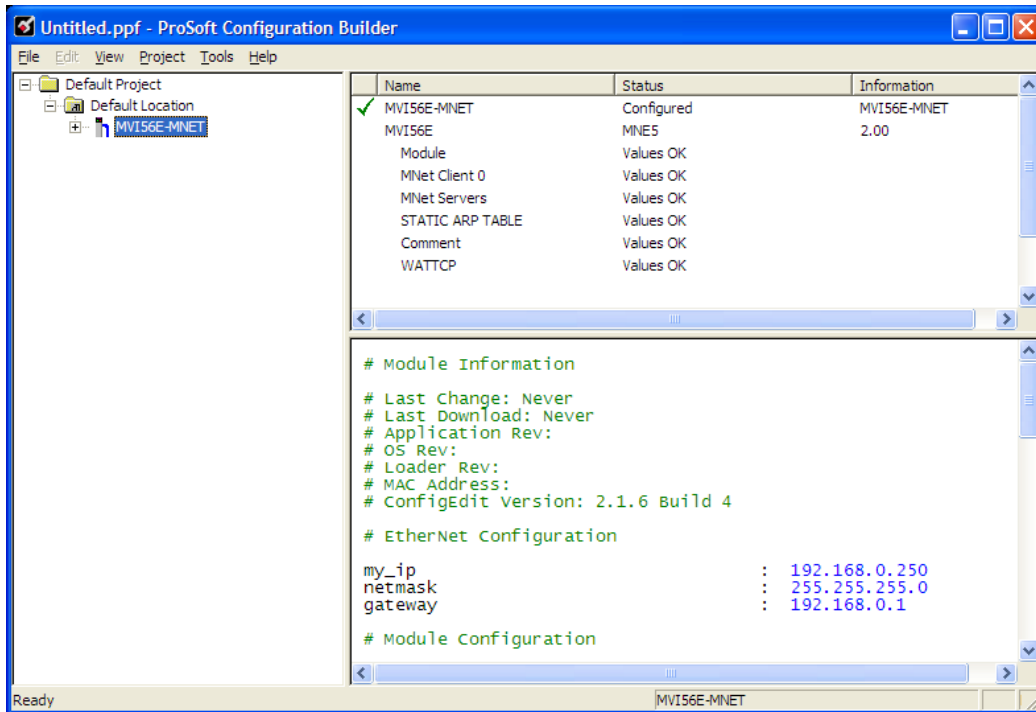 Untitled.ppf - ProSoft Configuration Builder
File Edit View Project Tools Help
Default Project
Default Location
MVI56E-MNET
Name Status Information
MVI56E-MNET Configured MVI56E-MNET
MVI56E MNE5 2.00
Module Values OK
MNet Client 0 Values OK
MNet Servers Values OK
STATIC ARP TABLE Values OK
Comment Values OK
WATTCP Values OK
# Module Information
# Last Change: Never
# Last Download: Never
# Application Rev:
# OS Rev:
# Loader Rev:
# MAC Address:
# ConfigEdit Version: 2.1.6 Build 4
# EtherNet Configuration
my_ip : 192.168.0.250
netmask : 255.255.255.0
gateway : 192.168.0.1
# Module Configuration
Ready MVI56E-MNET